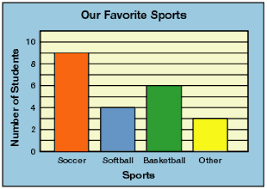 Our Favorite Sports
Number of Students
10
8
6
4
2
0
Soccer
Softball
Basketball
Other
Sports